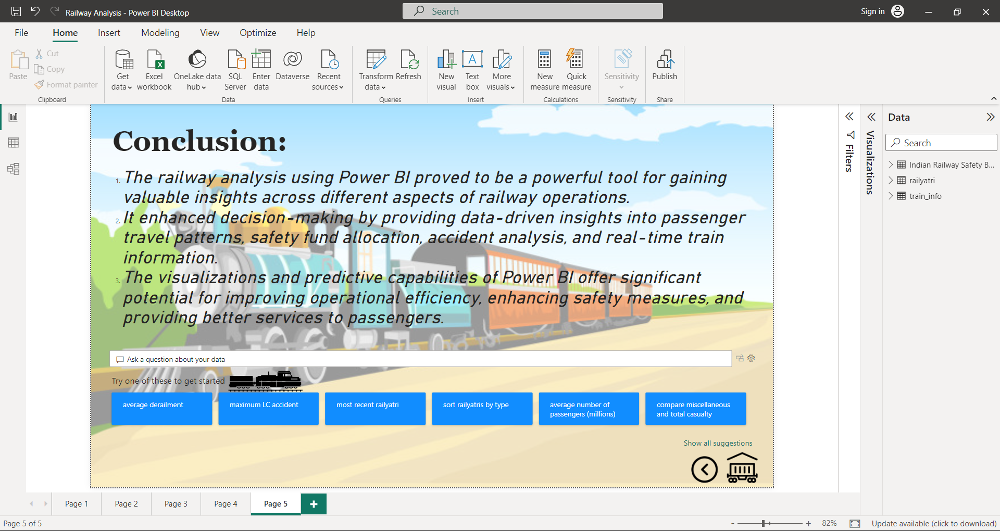 Railway Analysis - Power BI Desktop
Search
Sign in
File Home Insert Modeling View Optimize Help
Paste
Cut
Copy
Format painter
Clipboard
Get data
Excel workbook
OneLake data hub
SQL Server
Enter data
Dataverse
Recent sources
Data
Transform data
Refresh
Queries
New visual
Text box
More visuals
Insert
New measure
Quick measure
Calculations
Sensitivity
Sensitivity
Publish
Share
Conclusion:
1. The railway analysis using Power BI proved to be a powerful tool for gaining
valuable insights across different aspects of railway operations.
2. It enhanced decision-making by providing data-driven insights into passenger
travel patterns, safety fund allocation, accident analysis, and real-time train
information.
3. The visualizations and predictive capabilities of Power BI offer significant
potential for improving operational efficiency, enhancing safety measures, and
providing better services to passengers.
Ask a question about your data
Try one of these to get started
average derailment
maximum LC accident
most recent railyatri
sort railyatris by type
average number of
passengers (millions)
compare miscellaneous
and total casualty
Show all suggestions
Filters
Visualizations
Data
Search
Indian Railway Safety B...
railyatri
train_info
Page 1 Page 2 Page 3 Page 4 Page 5 +
Page 5 of 5
- + 82%
Update available (click to download)